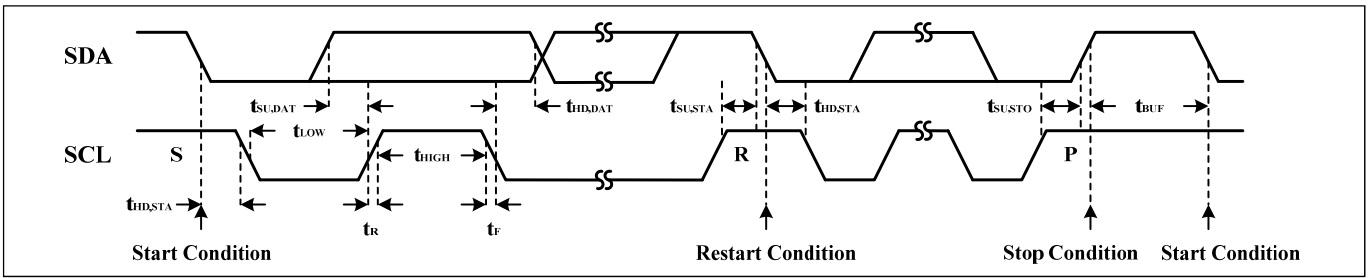 SDA
tSU,DAT tHD,DAT tSU,STA tHD,STA tSU,STO tBUF
tLOW
SCL S tHIGH R P
tHD,STA
tR tF
Start Condition Restart Condition Stop Condition Start Condition